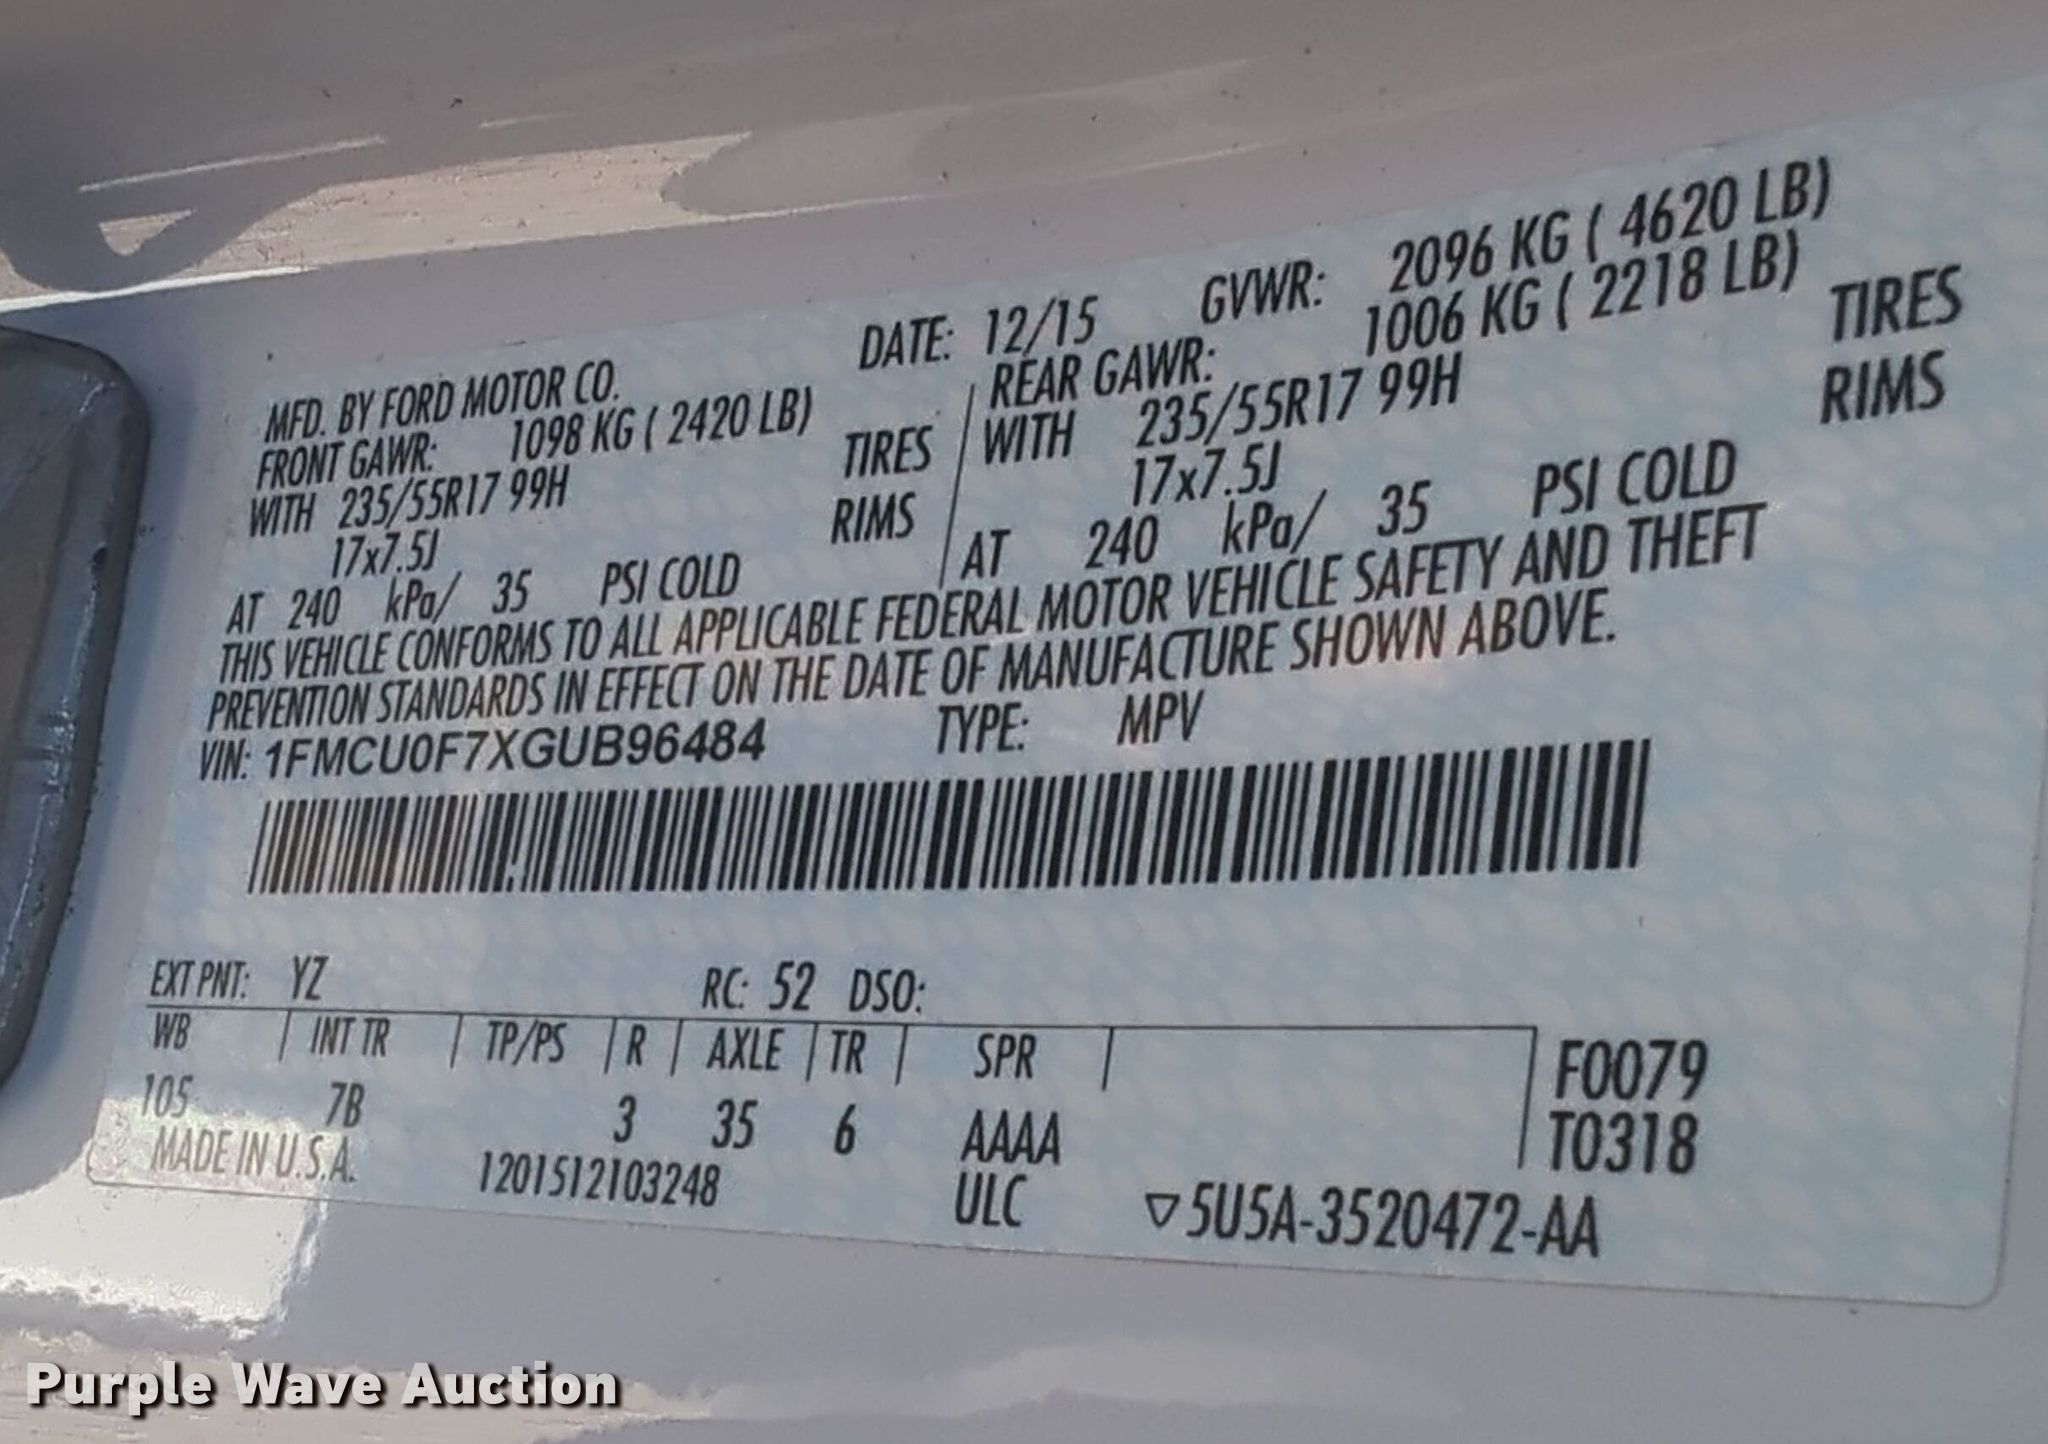 MFD. BY FORD MOTOR CO. DATE: 12/15 GVWR: 2096 KG ( 4620 LB)
FRONT GAWR: 1098 KG ( 2420 LB) REAR GAWR: 1006 KG ( 2218 LB)
WITH 235/55R17 99H TIRES WITH 235/55R17 99H TIRES
17x7.5J RIMS 17x7.5J RIMS
AT 240 kPa/ 35 PSI COLD AT 240 kPa/ 35 PSI COLD
THIS VEHICLE CONFORMS TO ALL APPLICABLE FEDERAL MOTOR VEHICLE SAFETY AND THEFT
PREVENTION STANDARDS IN EFFECT ON THE DATE OF MANUFACTURE SHOWN ABOVE.
VIN: 1FMCU0F7XGUB96484 TYPE: MPV
EXT PNT: YZ RC: 52 DSO:
WB INT TR TP/PS R AXLE TR SPR F0079
105 7B 3 35 6 AAAA T0318
MADE IN U.S.A. 1201512103248 ULC ▽5U5A-3520472-AA
Purple Wave Auction